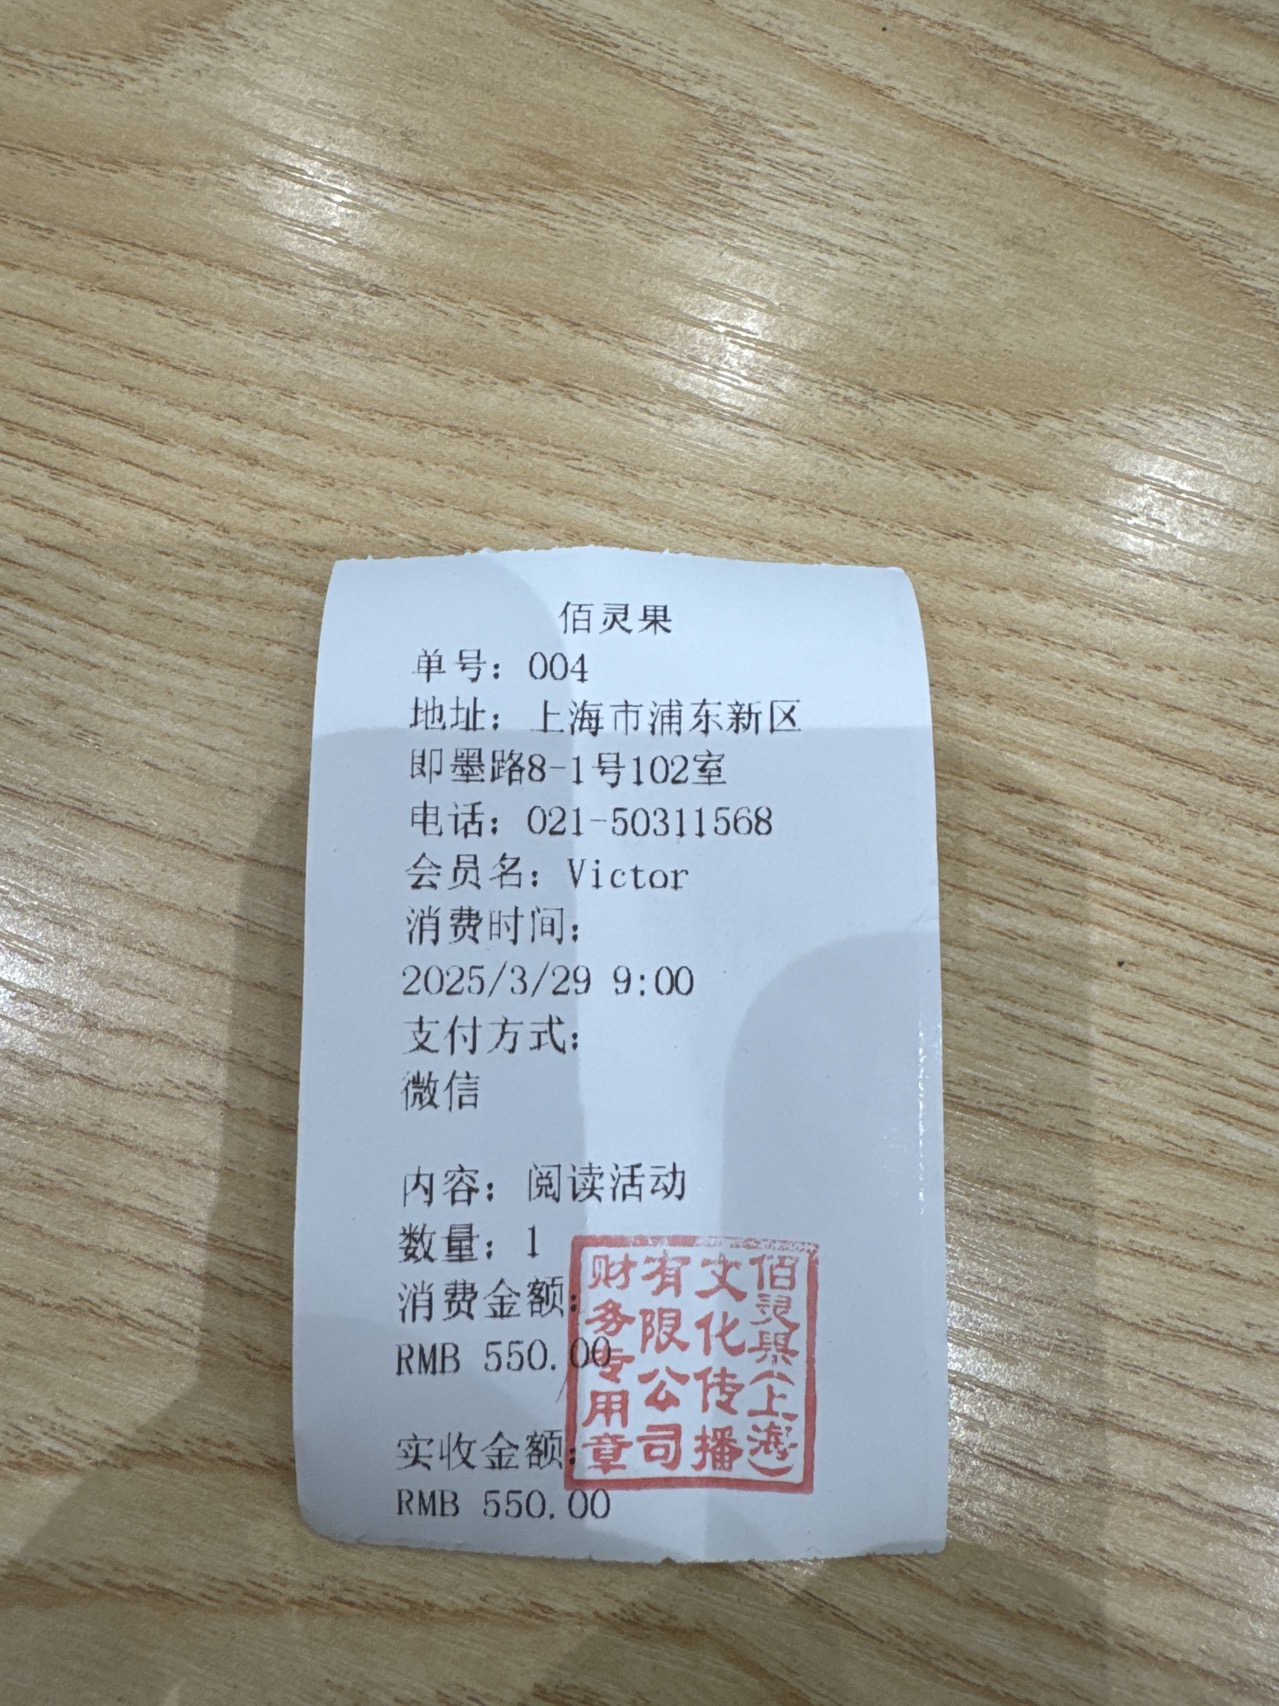 佰灵果
单号：004
地址：上海市浦东新区
即墨路8-1号102室
电话：021-50311568
会员名：Victor
消费时间：
2025/3/29 9:00
支付方式：
微信
内容：阅读活动
数量：1
消费金额：
RMB 550.00
实收金额：
RMB 550.00
佰灵果（上海）
文化传播
有限公司
财务专用章